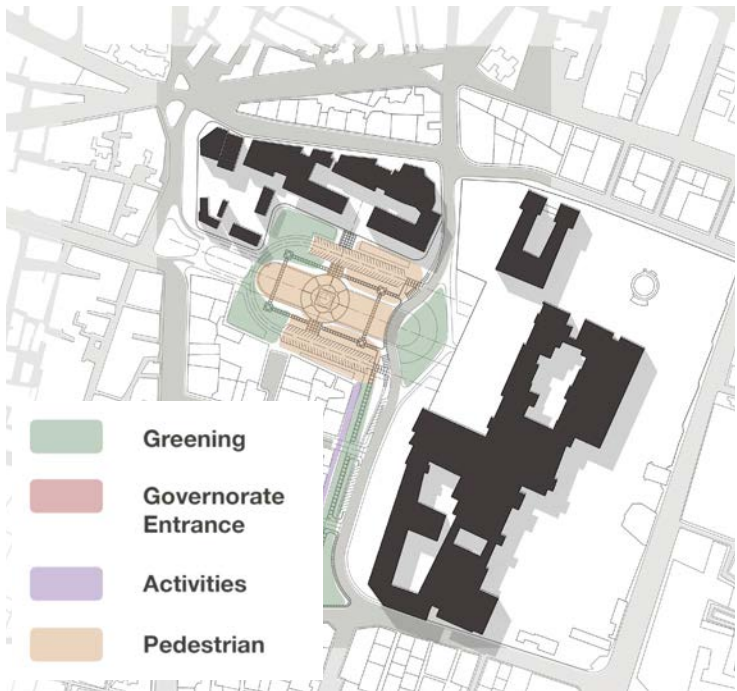 Greening
Governorate
Entrance
Activities
Pedestrian